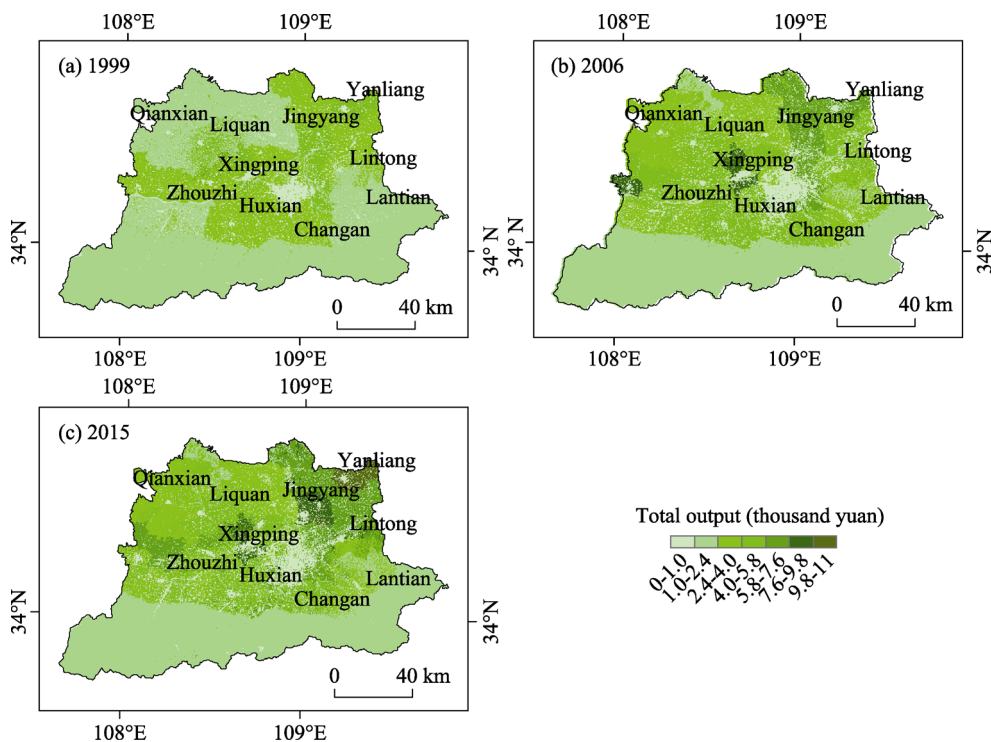 108°E
109°E
(a) 1999
Yanliang
Qianxian
Liquan
Jingyang
Xingping
Lintong
Zhouzhi
Huxian
Lantian
Changan
34°N
34°N
0
40 km
108°E
109°E
108°E
109°E
(b) 2006
Yanliang
Qianxian
Liquan
Jingyang
Xingping
Lintong
Zhouzhi
Huxian
Lantian
Changan
34°N
34°N
0
40 km
108°E
109°E
108°E
109°E
(c) 2015
Yanliang
Qianxian
Liquan
Jingyang
Xingping
Lintong
Zhouzhi
Huxian
Lantian
Changan
34°N
34°N
0
40 km
108°E
109°E
Total output (thousand yuan)
0-1.0
1.0-2.4
2.4-4.0
4.0-5.8
5.8-7.6
7.6-9.8
9.8-11